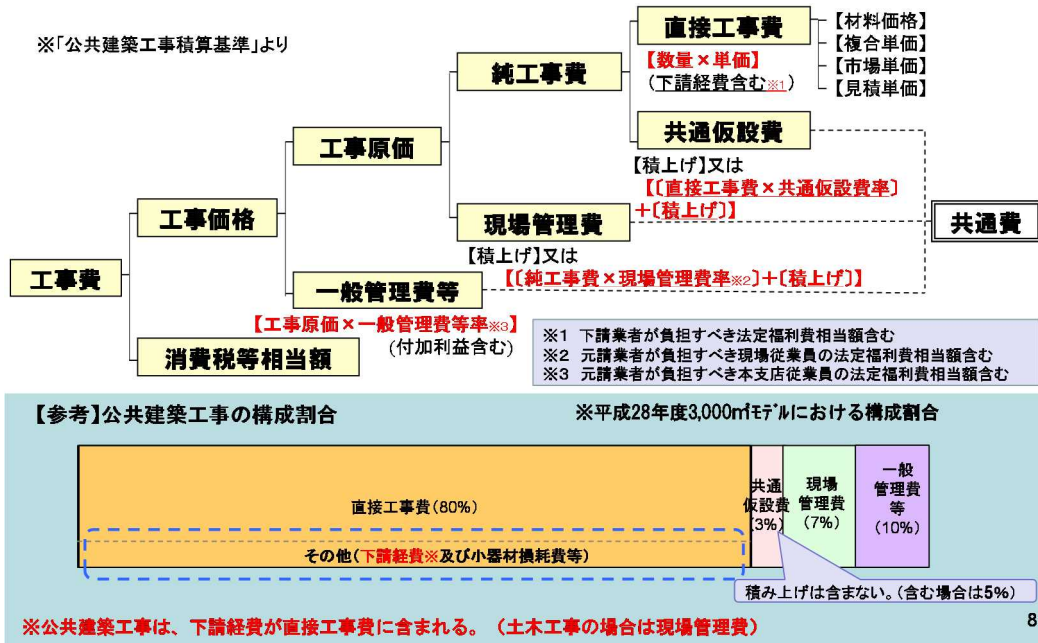 ※「公共建築工事積算基準」より
直接工事費
【材料価格】
【複合単価】
【市場単価】
【見積単価】
【数量×単価】
(下請経費含む※1)
純工事費
共通仮設費
工事原価
【積上げ】又は
【〔直接工事費×共通仮設費率〕
＋〔積上げ〕】
工事価格
現場管理費
共通費
【積上げ】又は
【〔純工事費×現場管理費率※2〕＋〔積上げ〕】
工事費
一般管理費等
【工事原価×一般管理費等率※3】
(付加利益含む)
消費税等相当額
※1 下請業者が負担すべき法定福利費相当額含む
※2 元請業者が負担すべき現場従業員の法定福利費相当額含む
※3 元請業者が負担すべき本支店従業員の法定福利費相当額含む
【参考】公共建築工事の構成割合
※平成28年度3,000㎡ﾓﾃﾞﾙにおける構成割合
直接工事費(80%)
共通
仮設費
(3%)
現場
管理費
(7%)
一般
管理費
等
(10%)
その他(下請経費※及び小器材損耗費等)
積み上げは含まない。(含む場合は5%)
※公共建築工事は、下請経費が直接工事費に含まれる。（土木工事の場合は現場管理費）
8